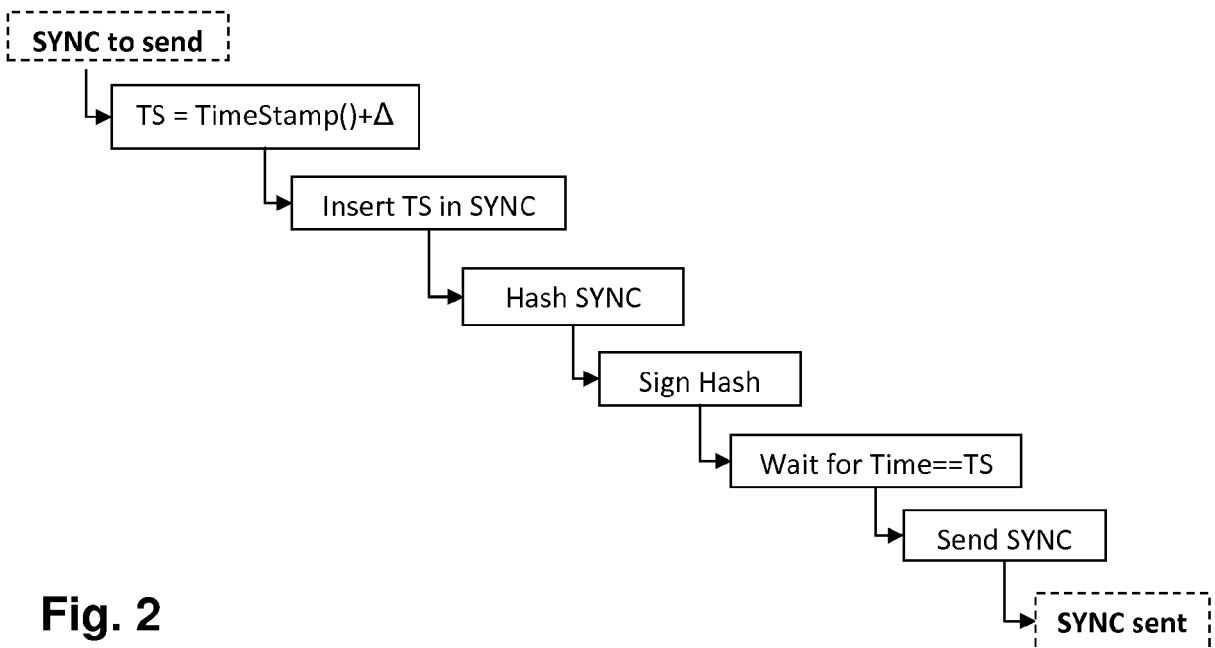 SYNC to send
TS = TimeStamp()+Δ
Insert TS in SYNC
Hash SYNC
Sign Hash
Wait for Time==TS
Send SYNC
SYNC sent
Fig. 2